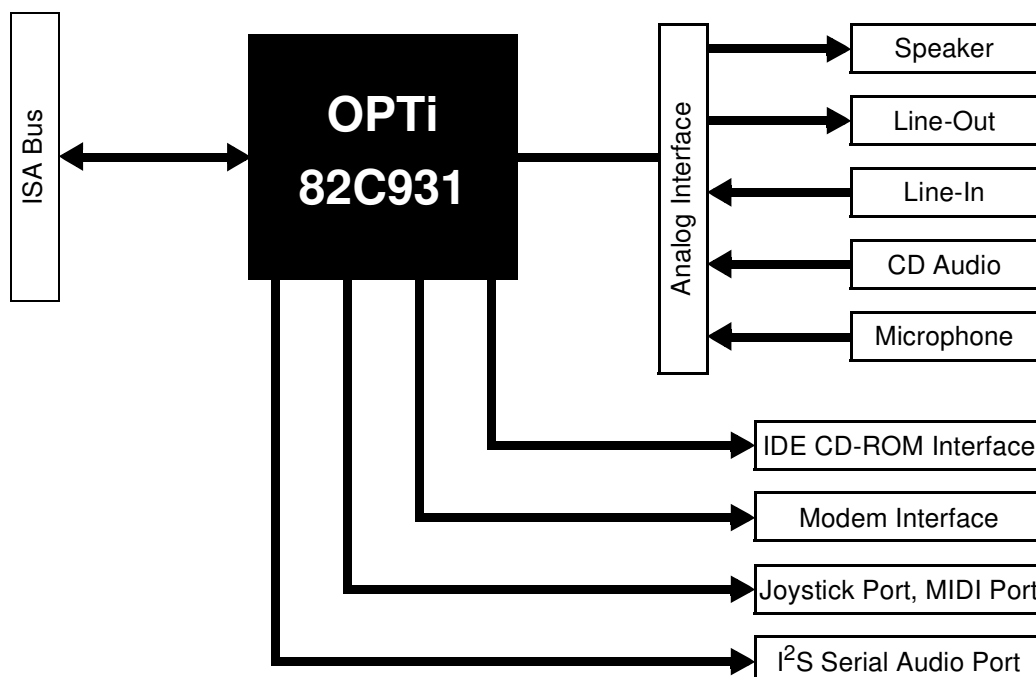 ISA Bus
OPTi
82C931
Analog Interface
Speaker
Line-Out
Line-In
CD Audio
Microphone
IDE CD-ROM Interface
Modem Interface
Joystick Port, MIDI Port
I²S Serial Audio Port